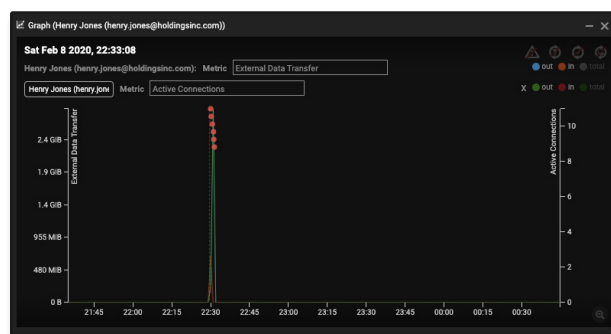 Graph (Henry Jones (henry.jones@holdingsinc.com))
Sat Feb 8 2020, 22:33:08
Henry Jones (henry.jones@holdingsinc.com): Metric External Data Transfer
out in total
Henry Jones (henry.jone Metric Active Connections
X out in total
External Data Transfer
2.4 GIB
1.9 GIB
1.4 GIB
955 MIB
480 MIB
0 B
Active Connections
10
8
6
4
2
0
21:45 22:00 22:15 22:30 22:45 23:00 23:15 23:30 23:45 00:00 00:15 00:30